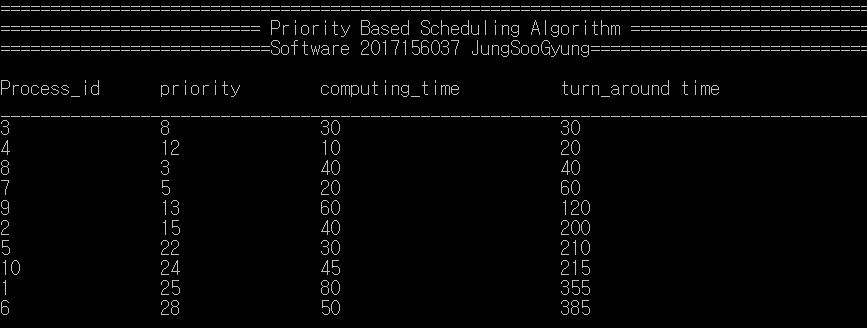 ======================================================================================
========================== Priority Based Scheduling Algorithm ========================
===========================Software 2017156037 JungSooGyung============================
Process_id      priority        computing_time          turn_around time
______________________________________________________________________________________
3               8               30                      30
4               12              10                      20
8               3               40                      40
7               5               20                      60
9               13              60                      120
2               15              40                      200
5               22              30                      210
10              24              45                      215
1               25              80                      355
6               28              50                      385